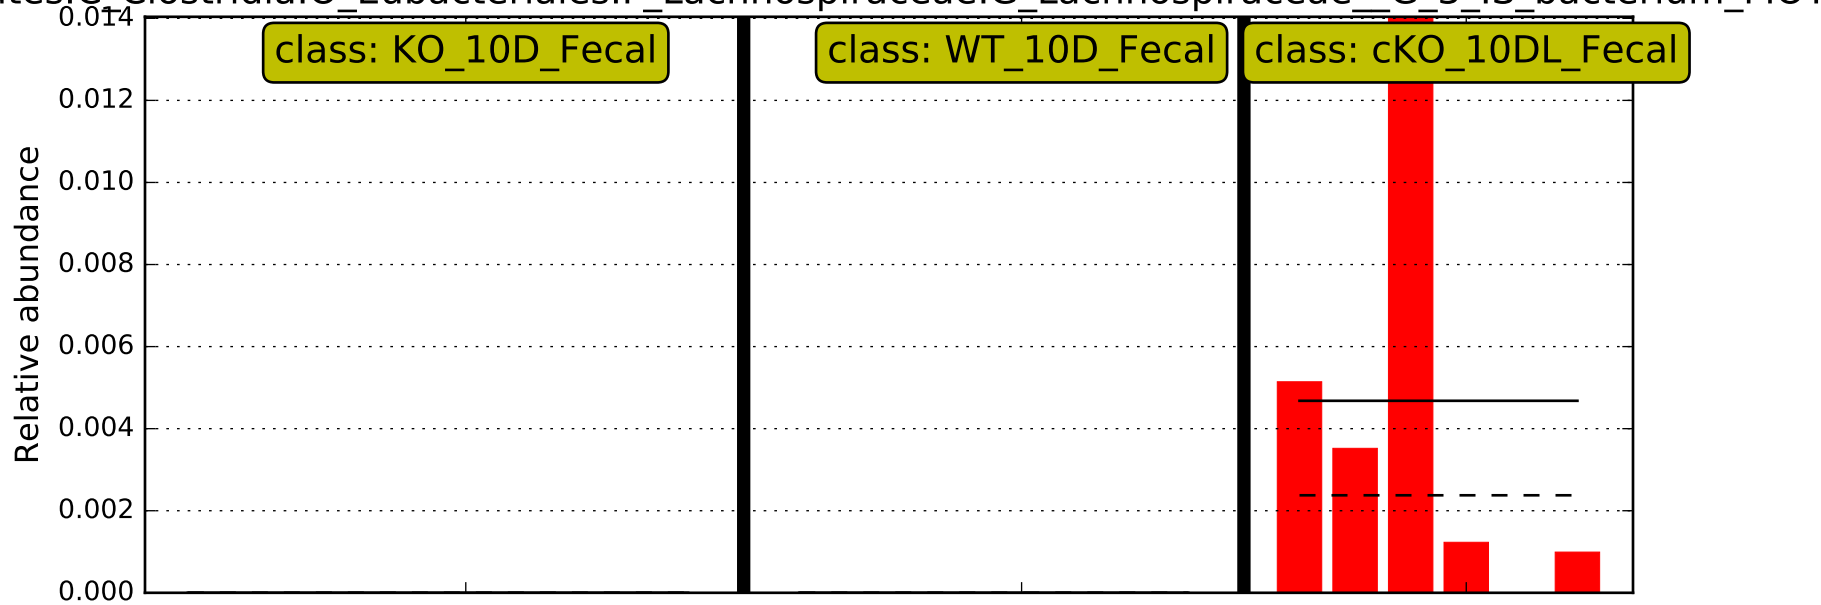 0.014
class: KO_10D_Fecal
class: WT_10D_Fecal
class: cKO_10DL_Fecal
0.012
0.010
0.008
0.006
0.004
0.002
0.000
Relative abundance